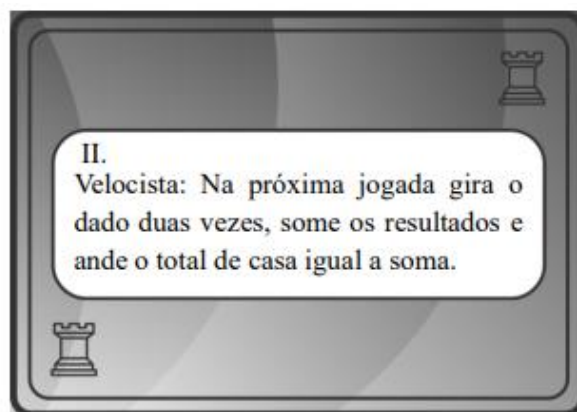 II.
Velocista: Na próxima jogada gira o
dado duas vezes, some os resultados e
ande o total de casa igual a soma.